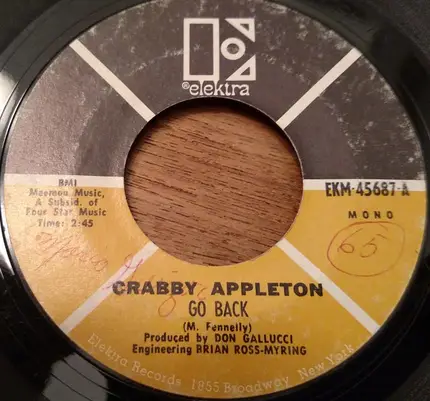 ®elektra
BMI
Maemou Music,
A Subsid. of
Four Star Music
Time: 2:45
EKM-45687-A
MONO
65
CRABBY APPLETON
GO BACK
(M. Fennelly)
Produced by DON GALLUCCI
Engineering BRIAN ROSS-MYRING
Elektra Records 1855 Broadway New York